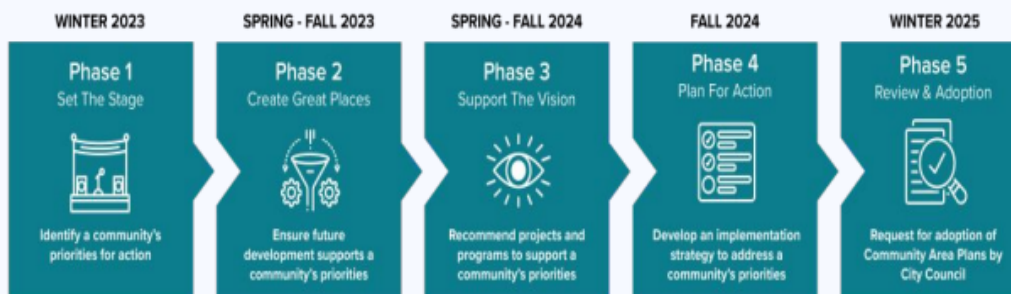 WINTER 2023
Phase 1
Set The Stage
Identify a community's
priorities for action
SPRING - FALL 2023
Phase 2
Create Great Places
Ensure future
development supports a
community's priorities
SPRING - FALL 2024
Phase 3
Support The Vision
Recommend projects and
programs to support a
community's priorities
FALL 2024
Phase 4
Plan For Action
Develop an implementation
strategy to address a
community's priorities
WINTER 2025
Phase 5
Review & Adoption
Request for adoption of
Community Area Plans by
City Council